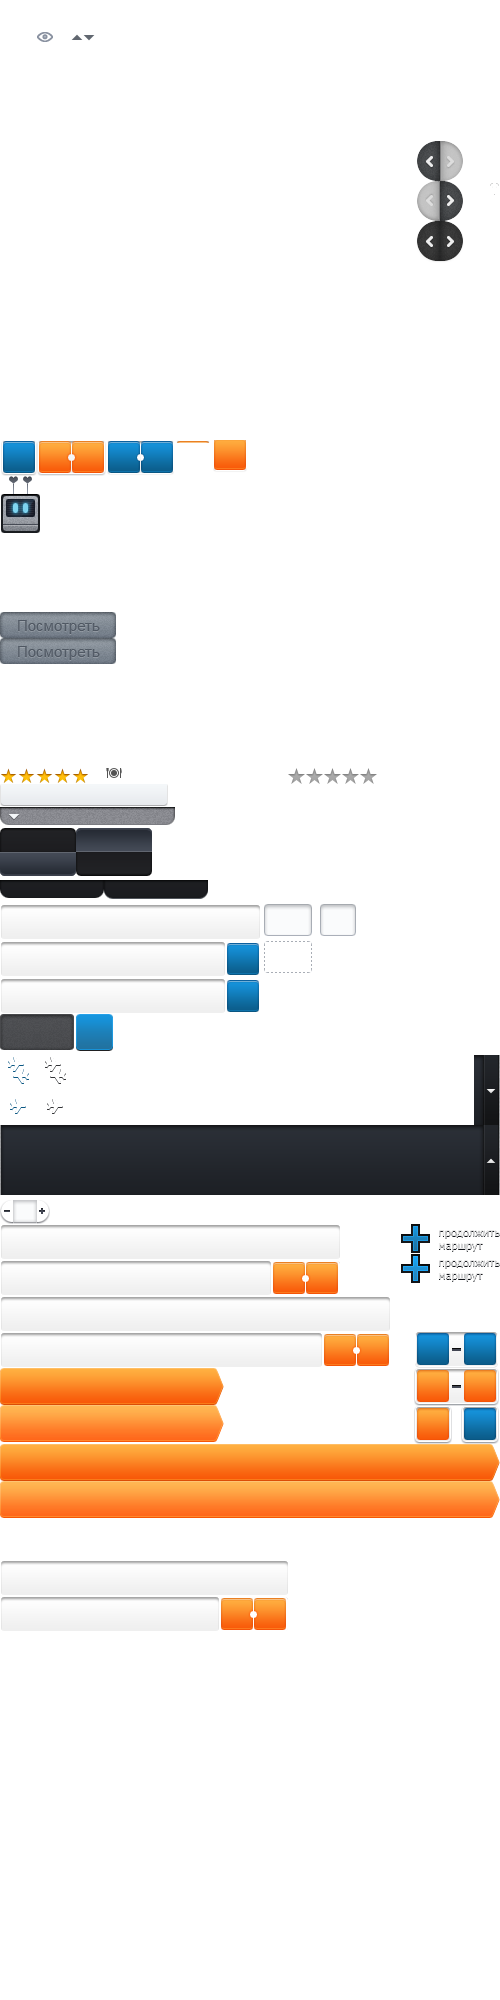 Посмотреть
Посмотреть
продолжить
маршрут
продолжить
маршрут